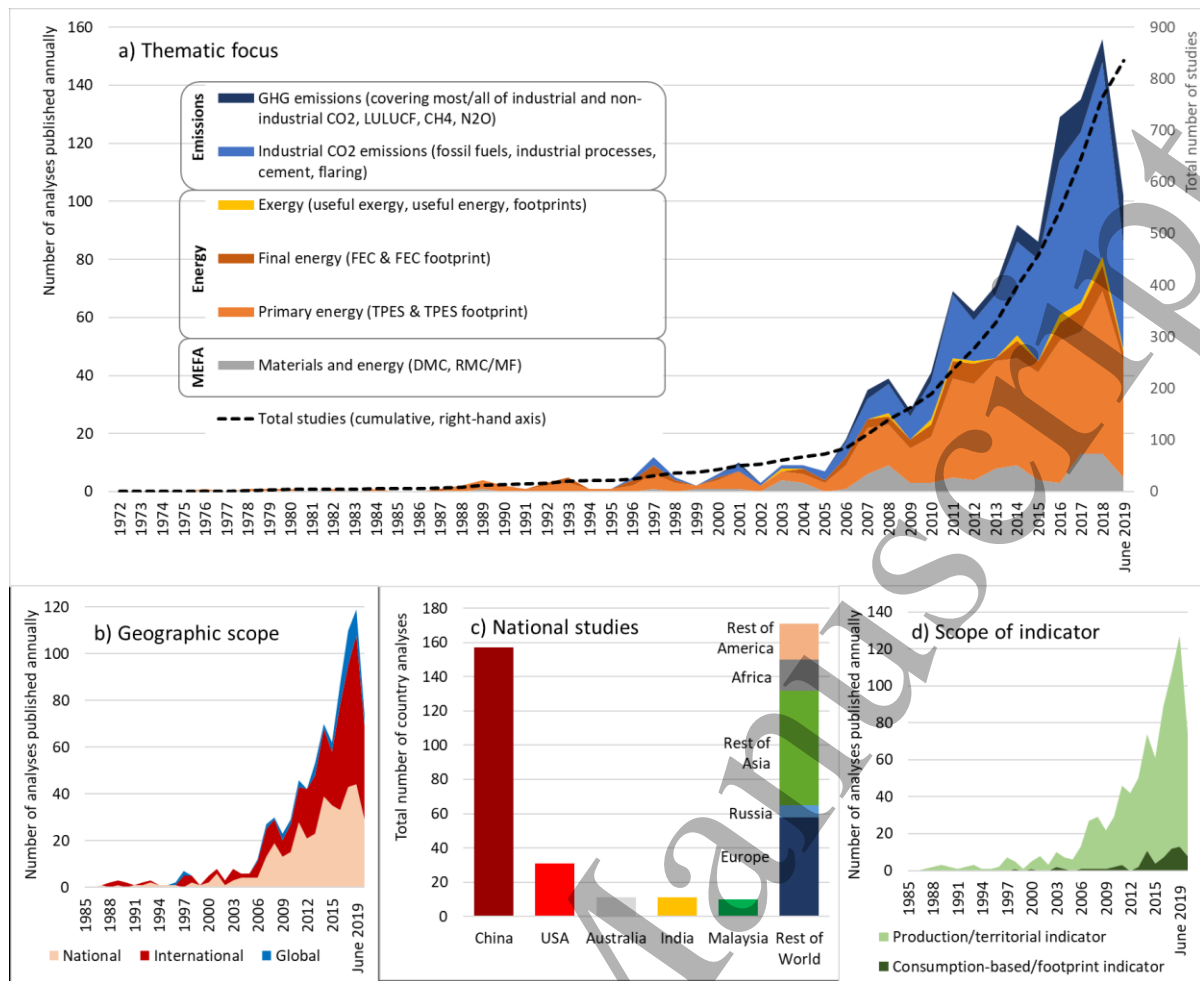 a) Thematic focus
Number of analyses published annually
160
140
120
100
80
60
40
20
0
Emissions
GHG emissions (covering most/all of industrial and non-
industrial CO2, LULUCF, CH4, N2O)
Industrial CO2 emissions (fossil fuels, industrial processes,
cement, flaring)
Energy
Exergy (useful exergy, useful energy, footprints)
Final energy (FEC & FEC footprint)
Primary energy (TPES & TPES footprint)
MEFA
Materials and energy (DMC, RMC/MF)
Total studies (cumulative, right-hand axis)
900
800
700
600
500
400
300
200
100
0
Total number of studies
1972
1973
1974
1975
1976
1977
1978
1979
1980
1981
1982
1983
1984
1985
1986
1987
1988
1989
1990
1991
1992
1993
1994
1995
1996
1997
1998
1999
2000
2001
2002
2003
2004
2005
2006
2007
2008
2009
2010
2011
2012
2013
2014
2015
2016
2017
2018
June 2019
b) Geographic scope
Number of analyses published annually
120
100
80
60
40
20
0
1985
1988
1991
1994
1997
2000
2003
2006
2009
2012
2015
June 2019
National
International
Global
c) National studies
Total number of country analyses
180
160
140
120
100
80
60
40
20
0
Rest of
America
Africa
Rest of
Asia
Russia
Europe
China
USA
Australia
India
Malaysia
Rest of
World
d) Scope of indicator
Number of analyses published annually
140
120
100
80
60
40
20
0
1985
1988
1991
1994
1997
2000
2003
2006
2009
2012
2015
June 2019
Production/territorial indicator
Consumption-based/footprint indicator
Manuscript